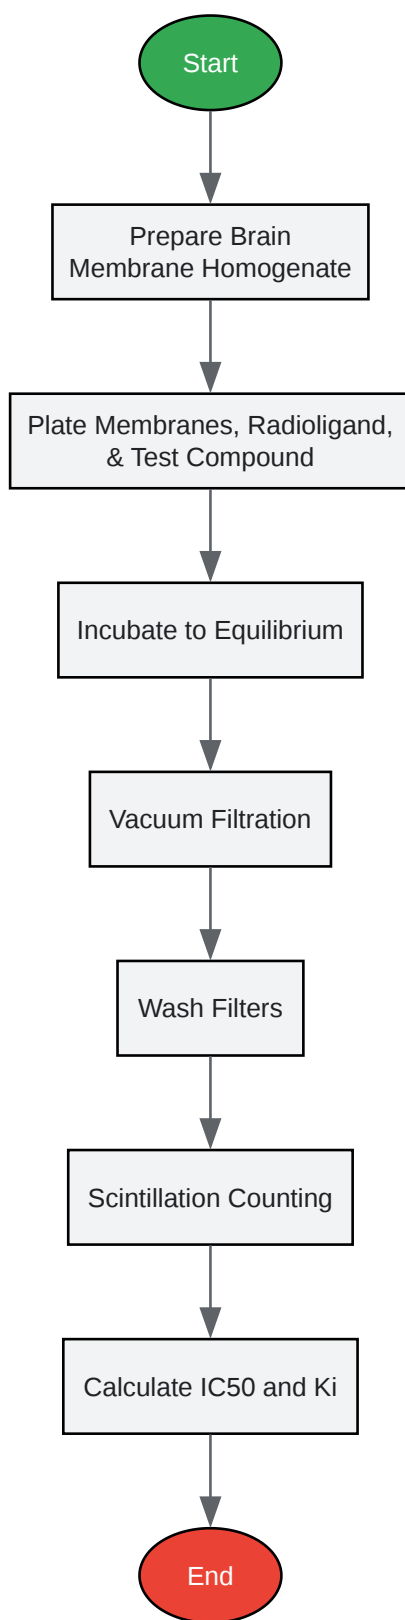 Start
Prepare Brain
Membrane Homogenate
Plate Membranes, Radioligand,
& Test Compound
Incubate to Equilibrium
Vacuum Filtration
Wash Filters
Scintillation Counting
Calculate IC50 and Ki
End